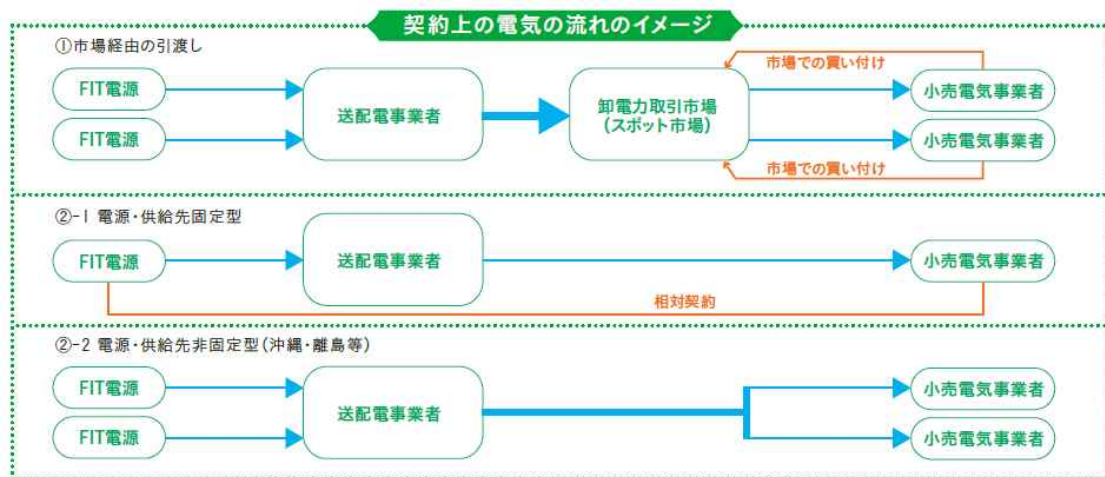 契約上の電気の流れのイメージ
①市場経由の引渡し
FIT電源
FIT電源
送配電事業者
卸電力取引市場
(スポット市場)
市場での買い付け
小売電気事業者
小売電気事業者
市場での買い付け
②-1 電源・供給先固定型
FIT電源
送配電事業者
小売電気事業者
相対契約
②-2 電源・供給先非固定型(沖縄・離島等)
FIT電源
FIT電源
送配電事業者
小売電気事業者
小売電気事業者